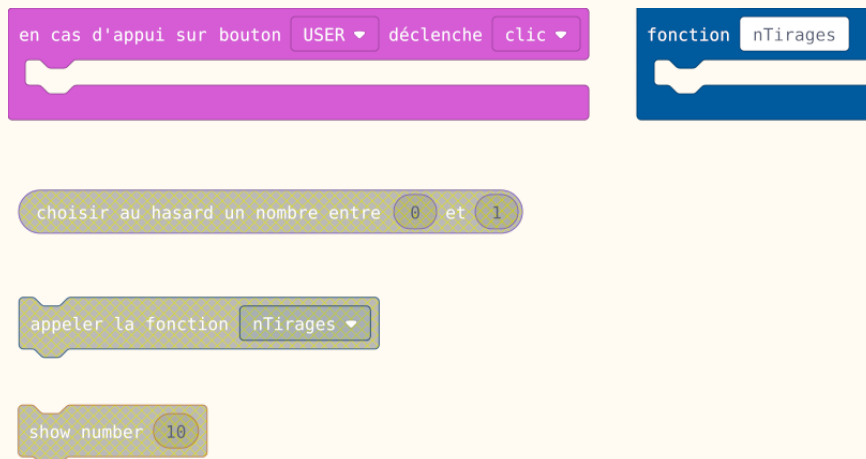 en cas d'appui sur bouton USER déclenche clic
fonction nTirages
choisir au hasard un nombre entre 0 et 1
appeler la fonction nTirages
show number 10